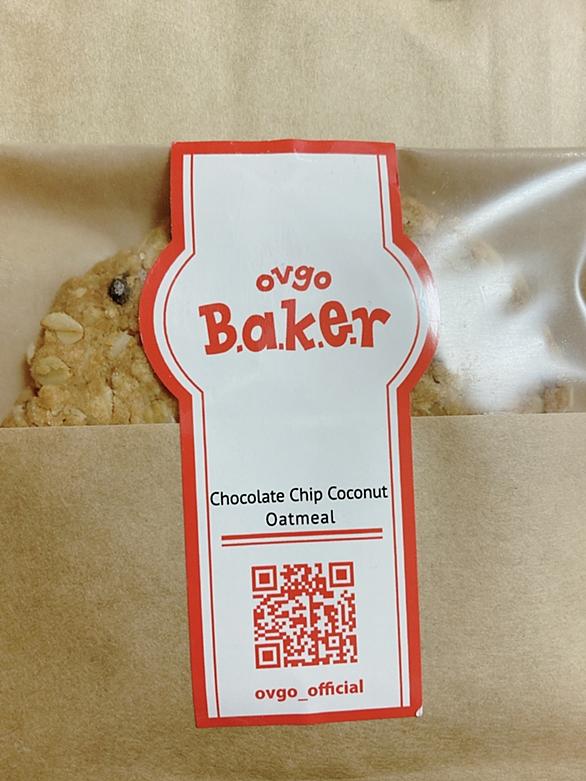 ovgo
B.a.k.e.r
Chocolate Chip Coconut
Oatmeal
ovgo_official